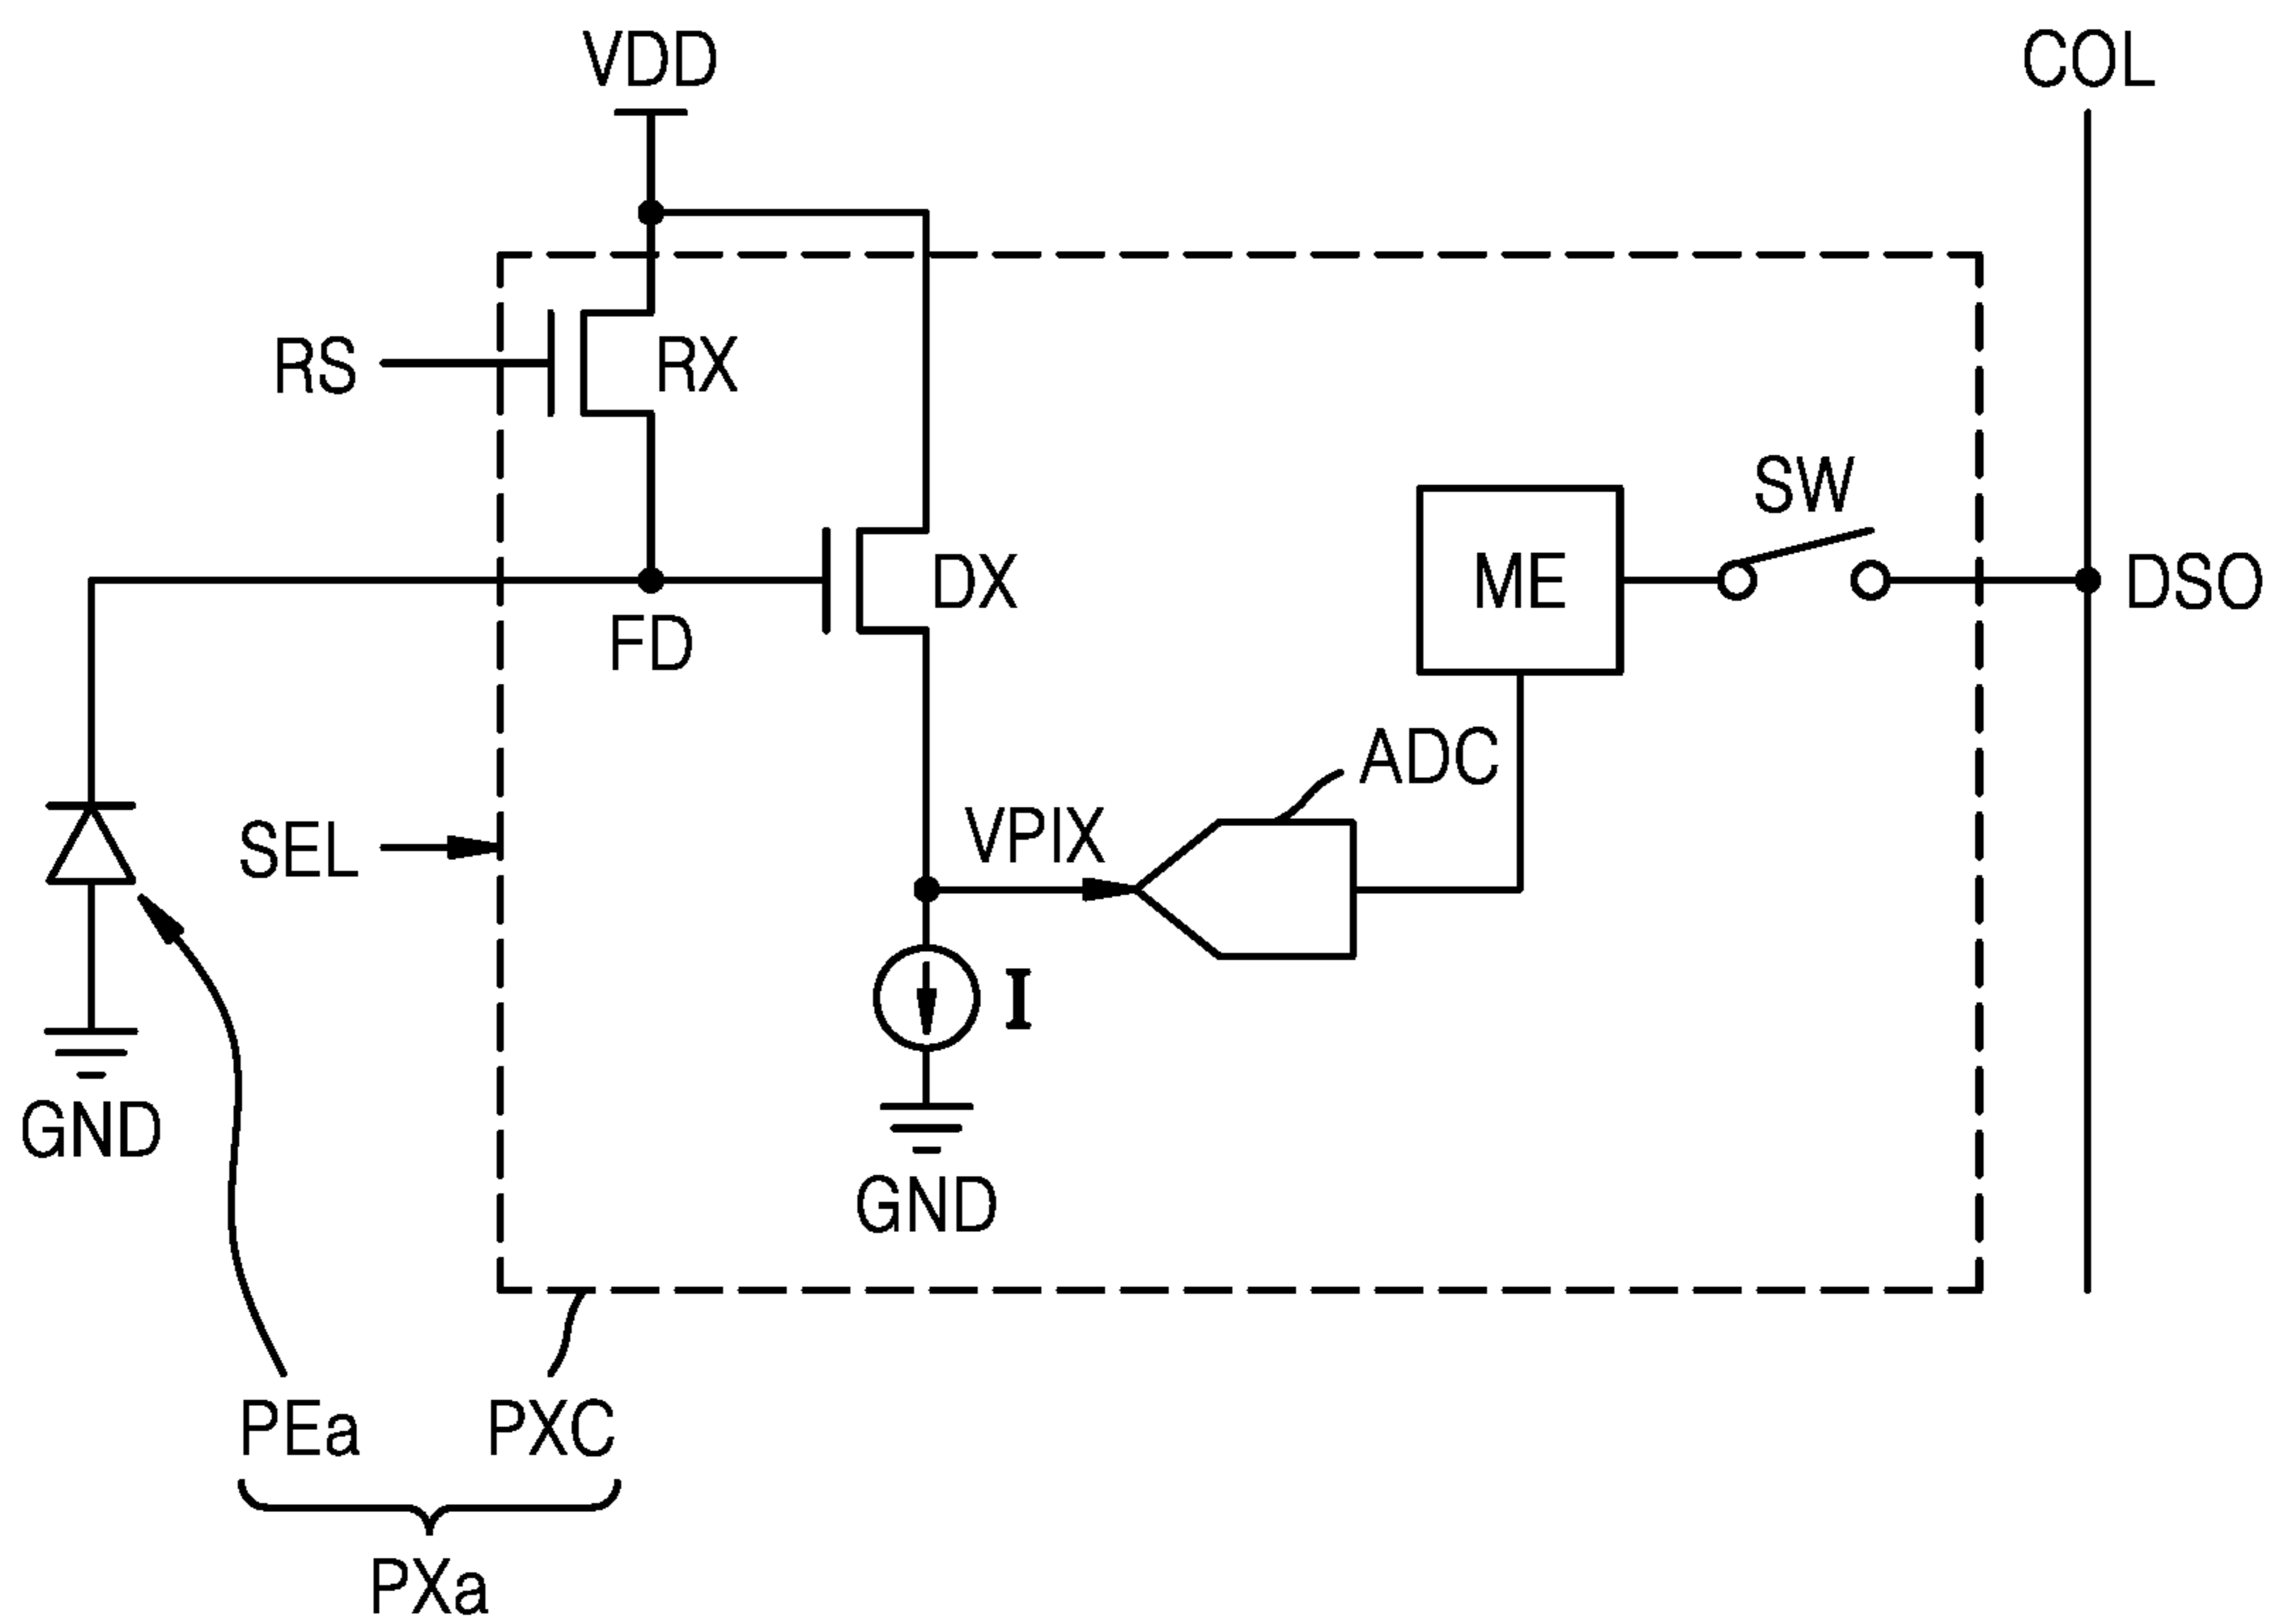 VDD
COL
RS
RX
SW
DX
ME
DSO
FD
ADC
VPIX
SEL
I
GND
GND
PEa
PXC
PXa